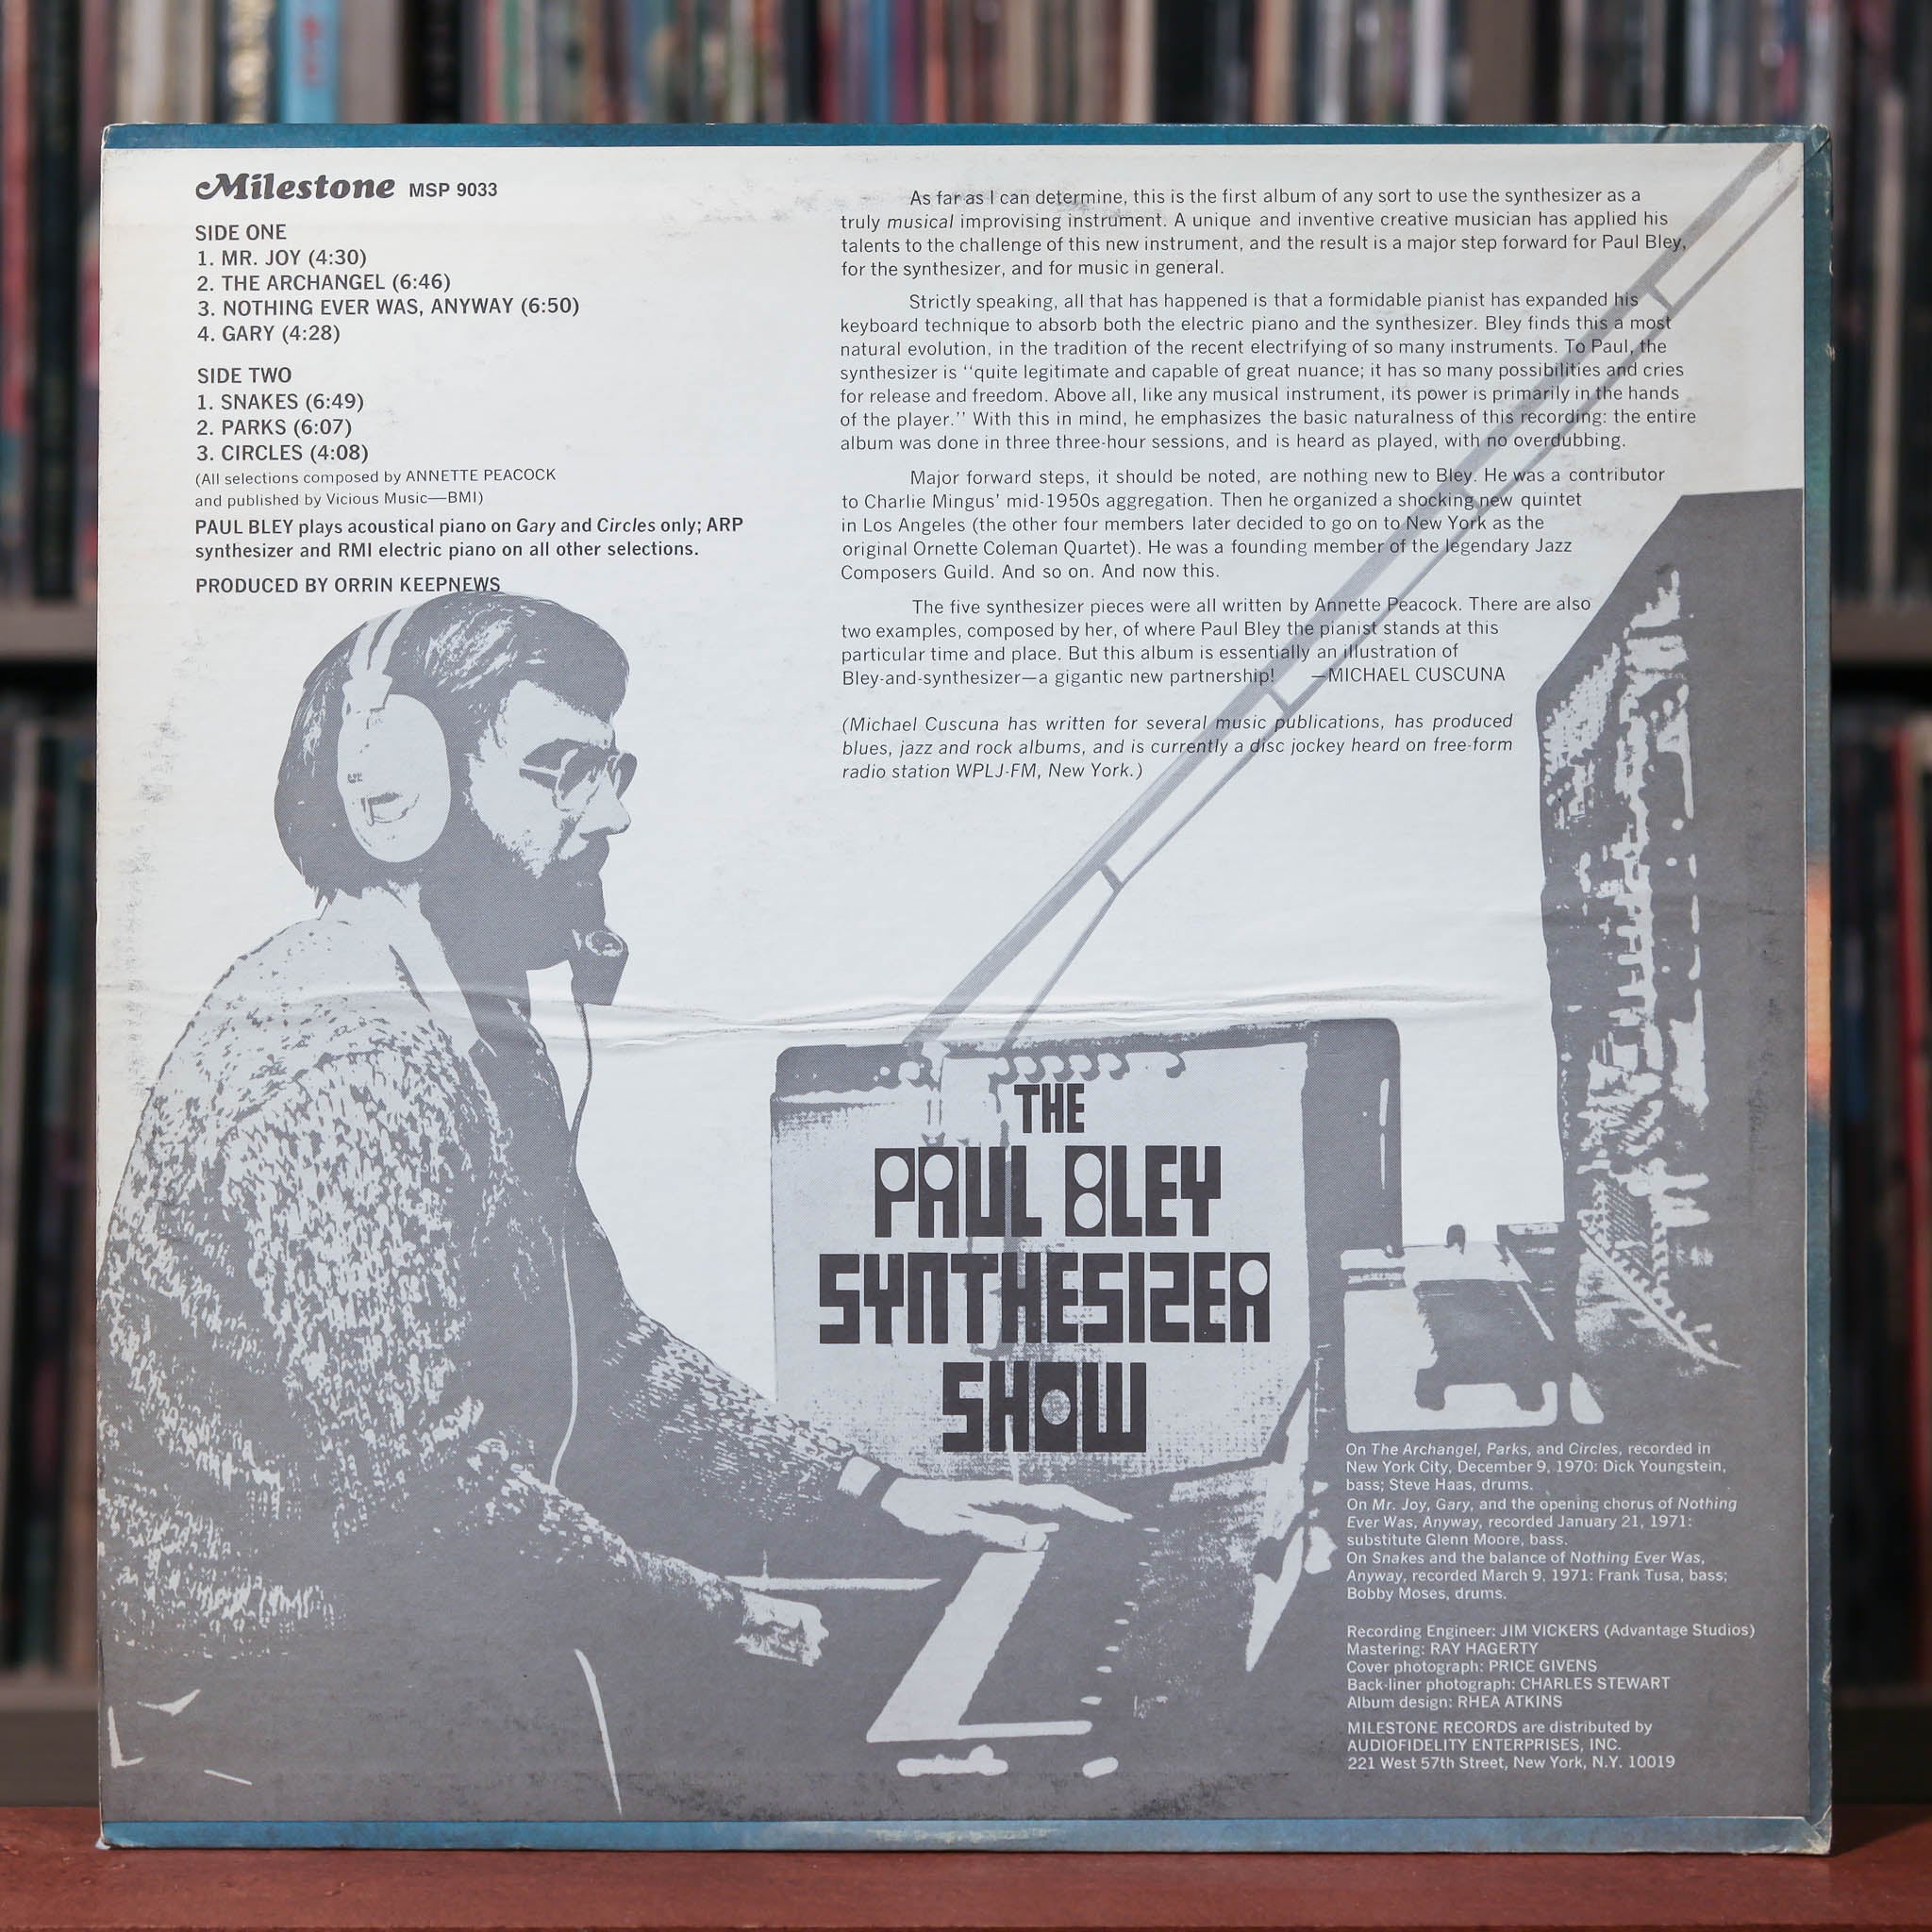 Milestone MSP 9033
SIDE ONE
1. MR. JOY (4:30)
2. THE ARCHANGEL (6:46)
3. NOTHING EVER WAS, ANYWAY (6:50)
4. GARY (4:28)
SIDE TWO
1. SNAKES (6:49)
2. PARKS (6:07)
3. CIRCLES (4:08)
(All selections composed by ANNETTE PEACOCK
and published by Vicious Music—BMI)
PAUL BLEY plays acoustical piano on Gary and Circles only; ARP
synthesizer and RMI electric piano on all other selections.
PRODUCED BY ORRIN KEEPNEWS
As far as I can determine, this is the first album of any sort to use the synthesizer as a
truly musical improvising instrument. A unique and inventive creative musician has applied his
talents to the challenge of this new instrument, and the result is a major step forward for Paul Bley,
for the synthesizer, and for music in general.
Strictly speaking, all that has happened is that a formidable pianist has expanded his
keyboard technique to absorb both the electric piano and the synthesizer. Bley finds this a most
natural evolution, in the tradition of the recent electrifying of so many instruments. To Paul, the
synthesizer is "quite legitimate and capable of great nuance; it has so many possibilities and cries
for release and freedom. Above all, like any musical instrument, its power is primarily in the hands
of the player." With this in mind, he emphasizes the basic naturalness of this recording: the entire
album was done in three three-hour sessions, and is heard as played, with no overdubbing.
Major forward steps, it should be noted, are nothing new to Bley. He was a contributor
to Charlie Mingus' mid-1950s aggregation. Then he organized a shocking new quintet
in Los Angeles (the other four members later decided to go on to New York as the
original Ornette Coleman Quartet). He was a founding member of the legendary Jazz
Composers Guild. And so on. And now this.
The five synthesizer pieces were all written by Annette Peacock. There are also
two examples, composed by her, of where Paul Bley the pianist stands at this
particular time and place. But this album is essentially an illustration of
Bley-and-synthesizer—a gigantic new partnership! —MICHAEL CUSCUNA
(Michael Cuscuna has written for several music publications, has produced
blues, jazz and rock albums, and is currently a disc jockey heard on free-form
radio station WPLJ-FM, New York.)
THE
PAUL BLEY
SYNTHESIZER
SHOW
On The Archangel, Parks, and Circles, recorded in
New York City, December 9, 1970: Dick Youngstein,
bass; Steve Haas, drums.
On Mr. Joy, Gary, and the opening chorus of Nothing
Ever Was, Anyway, recorded January 21, 1971:
substitute Glenn Moore, bass.
On Snakes and the balance of Nothing Ever Was,
Anyway, recorded March 9, 1971: Frank Tusa, bass;
Bobby Moses, drums.
Recording Engineer: JIM VICKERS (Advantage Studios)
Mastering: RAY HAGERTY
Cover photograph: PRICE GIVENS
Back-liner photograph: CHARLES STEWART
Album design: RHEA ATKINS
MILESTONE RECORDS are distributed by
AUDIOFIDELITY ENTERPRISES, INC.
221 West 57th Street, New York, N.Y. 10019